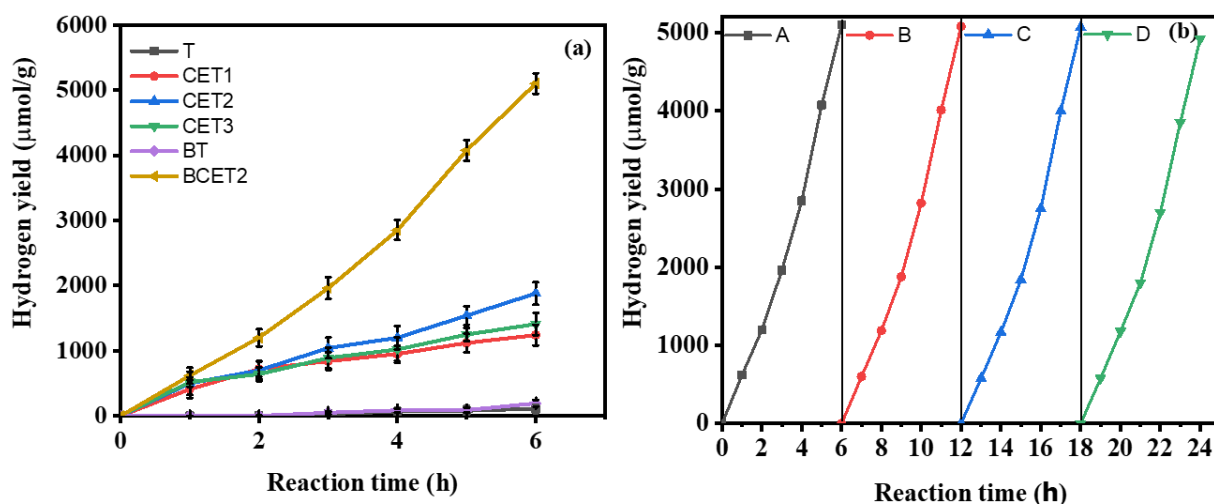 (a)
T
CET1
CET2
CET3
BT
BCET2
6000
5000
4000
3000
2000
1000
0
Hydrogen yield (μmol/g)
0 2 4 6
Reaction time (h)
(b)
A B C D
5000
4000
3000
2000
1000
0
Hydrogen yield (μmol/g)
0 2 4 6 8 10 12 14 16 18 20 22 24
Reaction time (h)